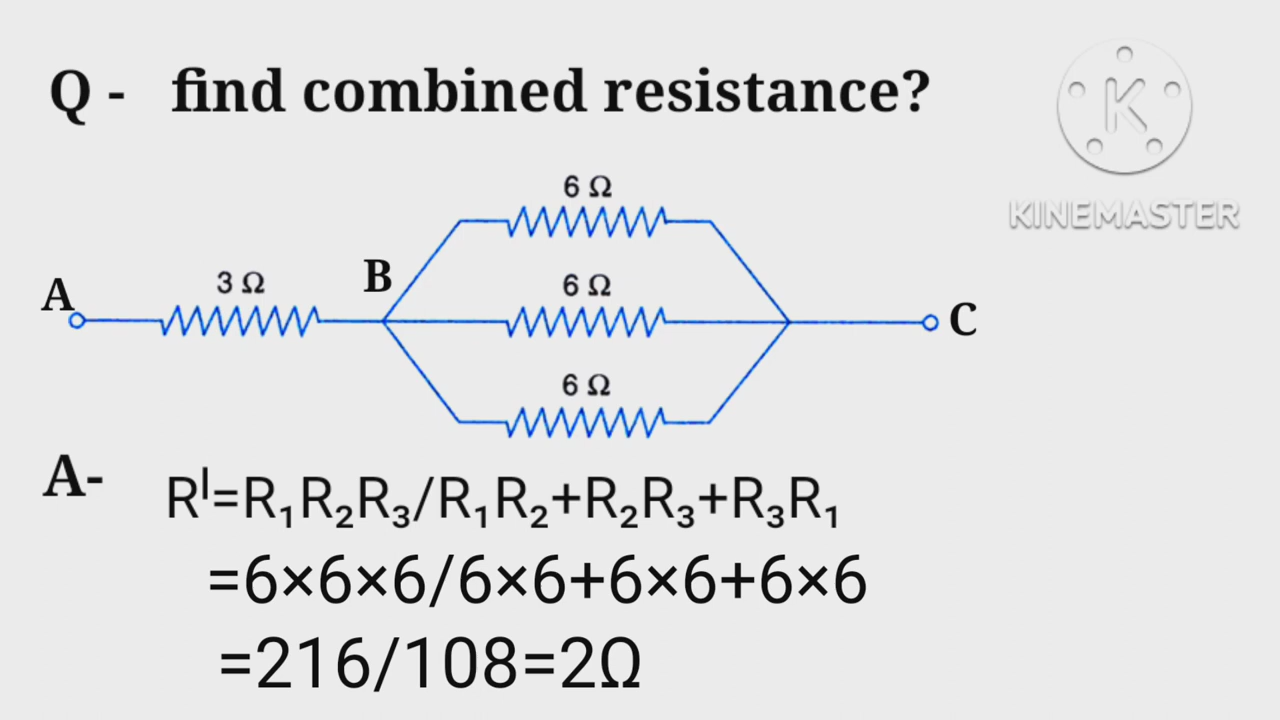 Q - find combined resistance?
K
KINEMASTER
6 Ω
A
3 Ω
B
6 Ω
C
6 Ω
A-
Rᴵ=R₁R₂R₃/R₁R₂+R₂R₃+R₃R₁
=6×6×6/6×6+6×6+6×6
=216/108=2Ω